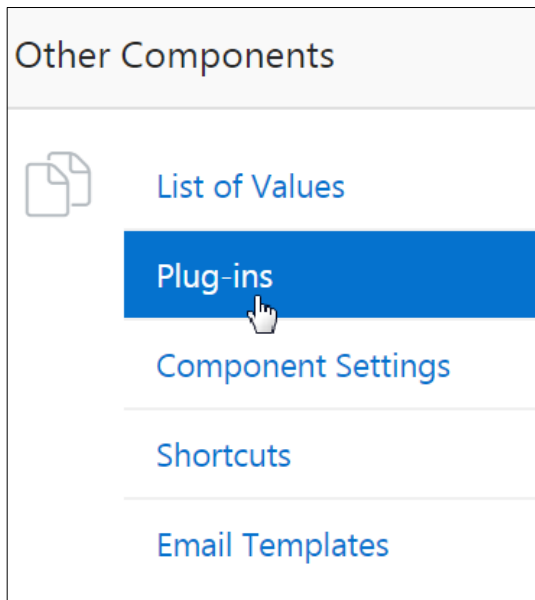 Other Components
List of Values
Plug-ins
Component Settings
Shortcuts
Email Templates